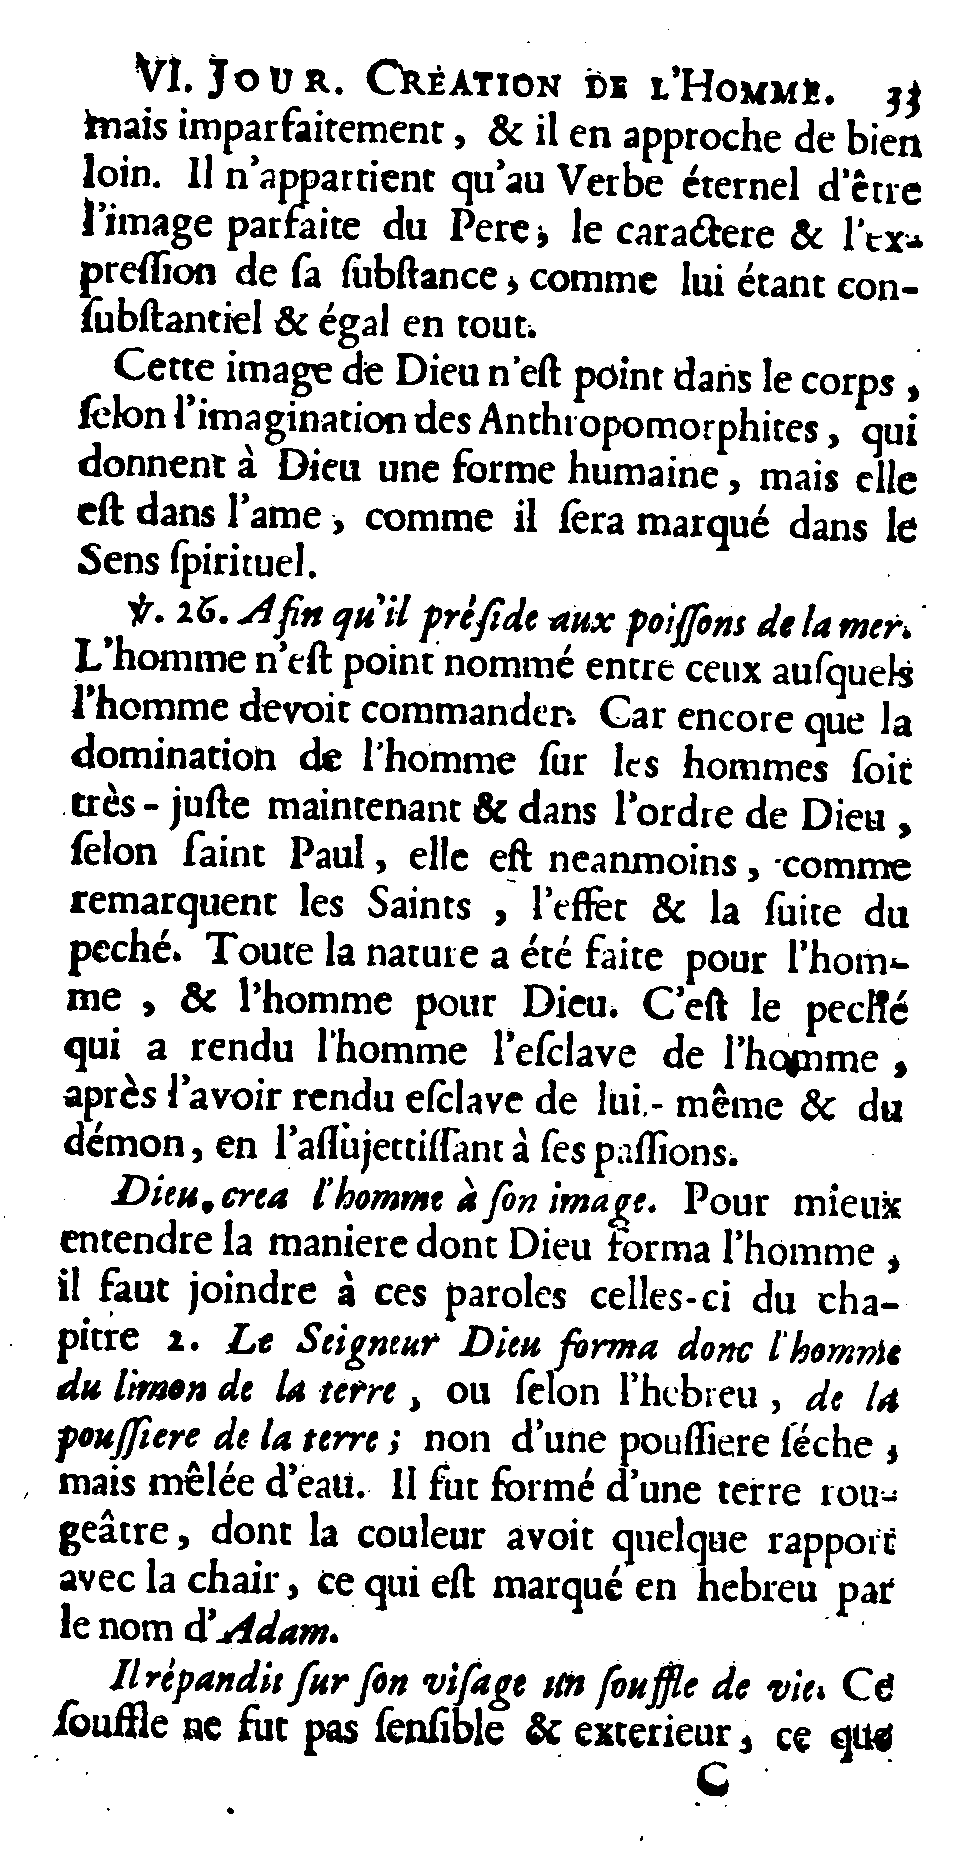 VI. JOUR. CRÉATION DE L'HOMME. 33
mais imparfaitement, & il en approche de bien
loin. Il n'appartient qu'au Verbe éternel d'être
l'image parfaite du Pere, le caractere & l'ex-
preſſion de ſa ſubſtance, comme lui étant con-
ſubſtantiel & égal en tout.
Cette image de Dieu n'eſt point dans le corps,
ſelon l'imagination des Anthropomorphites, qui
donnent à Dieu une forme humaine, mais elle
eſt dans l'ame, comme il ſera marqué dans le
Sens ſpirituel.
℣. 26. Afin qu'il préſide aux poiſſons de la mer.
L'homme n'eſt point nommé entre ceux auſquels
l'homme devoit commander. Car encore que la
domination de l'homme ſur les hommes ſoit
très-juſte maintenant & dans l'ordre de Dieu,
ſelon ſaint Paul, elle eſt neanmoins, comme
remarquent les Saints, l'effet & la ſuite du
peché. Toute la nature a été faite pour l'hom-
me, & l'homme pour Dieu. C'eſt le peché
qui a rendu l'homme l'eſclave de l'homme,
après l'avoir rendu eſclave de lui-même & du
démon, en l'aſſujettiſſant à ſes paſſions.
Dieu crea l'homme à ſon image. Pour mieux
entendre la maniere dont Dieu forma l'homme,
il faut joindre à ces paroles celles-ci du cha-
pitre 2. Le Seigneur Dieu forma donc l'homme
du limon de la terre, ou ſelon l'hebreu, de la
pouſſiere de la terre; non d'une pouſſiere ſéche,
mais mêlée d'eau. Il fut formé d'une terre rou-
geâtre, dont la couleur avoit quelque rapport
avec la chair, ce qui eſt marqué en hebreu par
le nom d'Adam.
Il répandit ſur ſon viſage un ſouffle de vie. Ce
ſouffle ne fut pas ſenſible & exterieur, ce que
C